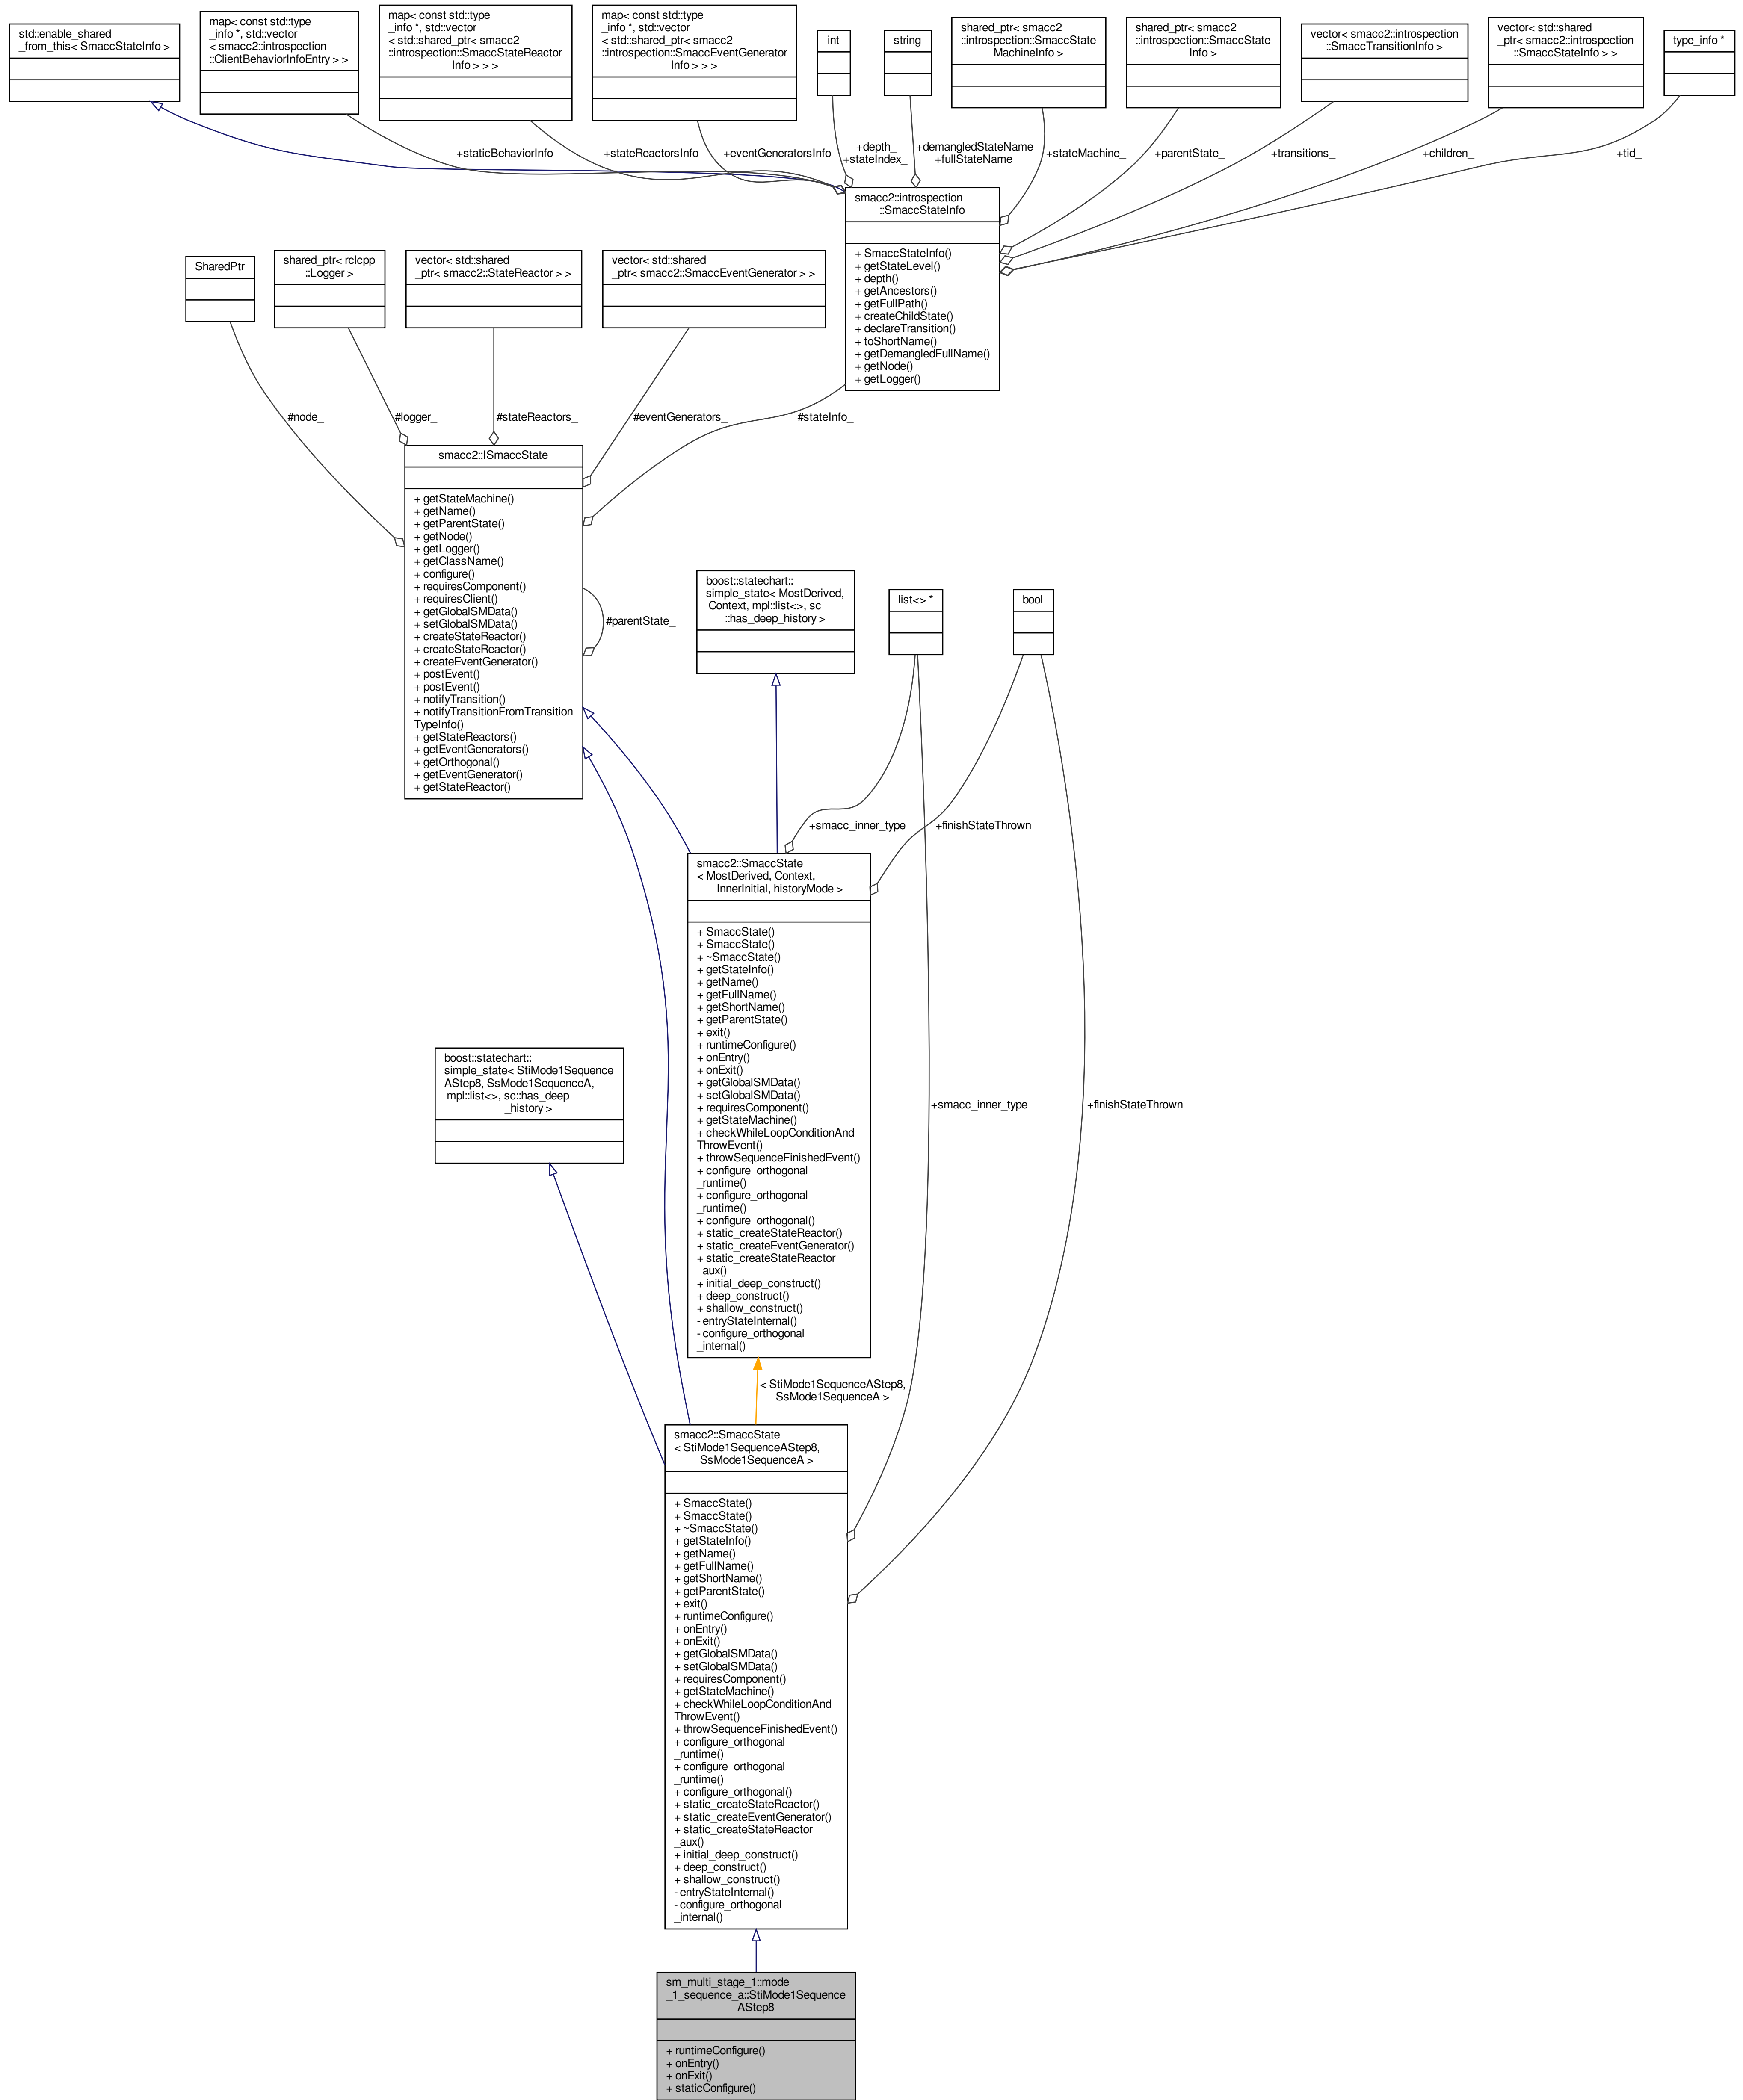 std::enable_shared
_from_this< SmaccStateInfo >
map< const std::type
_info *, std::vector
< smacc2::introspection
::ClientBehaviorInfoEntry > >
map< const std::type
_info *, std::vector
< std::shared_ptr< smacc2
::introspection::SmaccStateReactor
Info > > >
map< const std::type
_info *, std::vector
< std::shared_ptr< smacc2
::introspection::SmaccEventGenerator
Info > > >
int
string
shared_ptr< smacc2
::introspection::SmaccState
MachineInfo >
shared_ptr< smacc2
::introspection::SmaccState
Info >
vector< smacc2::introspection
::SmaccTransitionInfo >
vector< std::shared
_ptr< smacc2::introspection
::SmaccStateInfo > >
type_info *
+staticBehaviorInfo
+stateReactorsInfo
+eventGeneratorsInfo
+depth_
+stateIndex_
+demangledStateName
+fullStateName
+stateMachine_
+parentState_
+transitions_
+children_
+tid_
smacc2::introspection
::SmaccStateInfo
+ SmaccStateInfo()
+ getStateLevel()
+ depth()
+ getAncestors()
+ getFullPath()
+ createChildState()
+ declareTransition()
+ toShortName()
+ getDemangledFullName()
+ getNode()
+ getLogger()
SharedPtr
shared_ptr< rclcpp
::Logger >
vector< std::shared
_ptr< smacc2::StateReactor > >
vector< std::shared
_ptr< smacc2::SmaccEventGenerator > >
#node_
#logger_
#stateReactors_
#eventGenerators_
#stateInfo_
smacc2::ISmaccState
+ getStateMachine()
+ getName()
+ getParentState()
+ getNode()
+ getLogger()
+ getClassName()
+ configure()
+ requiresComponent()
+ requiresClient()
+ getGlobalSMData()
+ setGlobalSMData()
+ createStateReactor()
+ createStateReactor()
+ createEventGenerator()
+ postEvent()
+ postEvent()
+ notifyTransition()
+ notifyTransitionFromTransition
TypeInfo()
+ getStateReactors()
+ getEventGenerators()
+ getOrthogonal()
+ getEventGenerator()
+ getStateReactor()
#parentState_
boost::statechart::
simple_state< MostDerived,
Context, mpl::list<>, sc
::has_deep_history >
list<> *
bool
+smacc_inner_type
+finishStateThrown
smacc2::SmaccState
< MostDerived, Context,
InnerInitial, historyMode >
+ SmaccState()
+ SmaccState()
+ ~SmaccState()
+ getStateInfo()
+ getName()
+ getFullName()
+ getShortName()
+ getParentState()
+ exit()
+ runtimeConfigure()
+ onEntry()
+ onExit()
+ getGlobalSMData()
+ setGlobalSMData()
+ requiresComponent()
+ getStateMachine()
+ checkWhileLoopConditionAnd
ThrowEvent()
+ throwSequenceFinishedEvent()
+ configure_orthogonal
_runtime()
+ configure_orthogonal
_runtime()
+ configure_orthogonal()
+ static_createStateReactor()
+ static_createEventGenerator()
+ static_createStateReactor
_aux()
+ initial_deep_construct()
+ deep_construct()
+ shallow_construct()
- entryStateInternal()
- configure_orthogonal
_internal()
boost::statechart::
simple_state< StiMode1Sequence
AStep8, SsMode1SequenceA,
mpl::list<>, sc::has_deep
_history >
+smacc_inner_type
+finishStateThrown
< StiMode1SequenceAStep8,
SsMode1SequenceA >
smacc2::SmaccState
< StiMode1SequenceAStep8,
SsMode1SequenceA >
+ SmaccState()
+ SmaccState()
+ ~SmaccState()
+ getStateInfo()
+ getName()
+ getFullName()
+ getShortName()
+ getParentState()
+ exit()
+ runtimeConfigure()
+ onEntry()
+ onExit()
+ getGlobalSMData()
+ setGlobalSMData()
+ requiresComponent()
+ getStateMachine()
+ checkWhileLoopConditionAnd
ThrowEvent()
+ throwSequenceFinishedEvent()
+ configure_orthogonal
_runtime()
+ configure_orthogonal
_runtime()
+ configure_orthogonal()
+ static_createStateReactor()
+ static_createEventGenerator()
+ static_createStateReactor
_aux()
+ initial_deep_construct()
+ deep_construct()
+ shallow_construct()
- entryStateInternal()
- configure_orthogonal
_internal()
sm_multi_stage_1::mode
_1_sequence_a::StiMode1Sequence
AStep8
+ runtimeConfigure()
+ onEntry()
+ onExit()
+ staticConfigure()